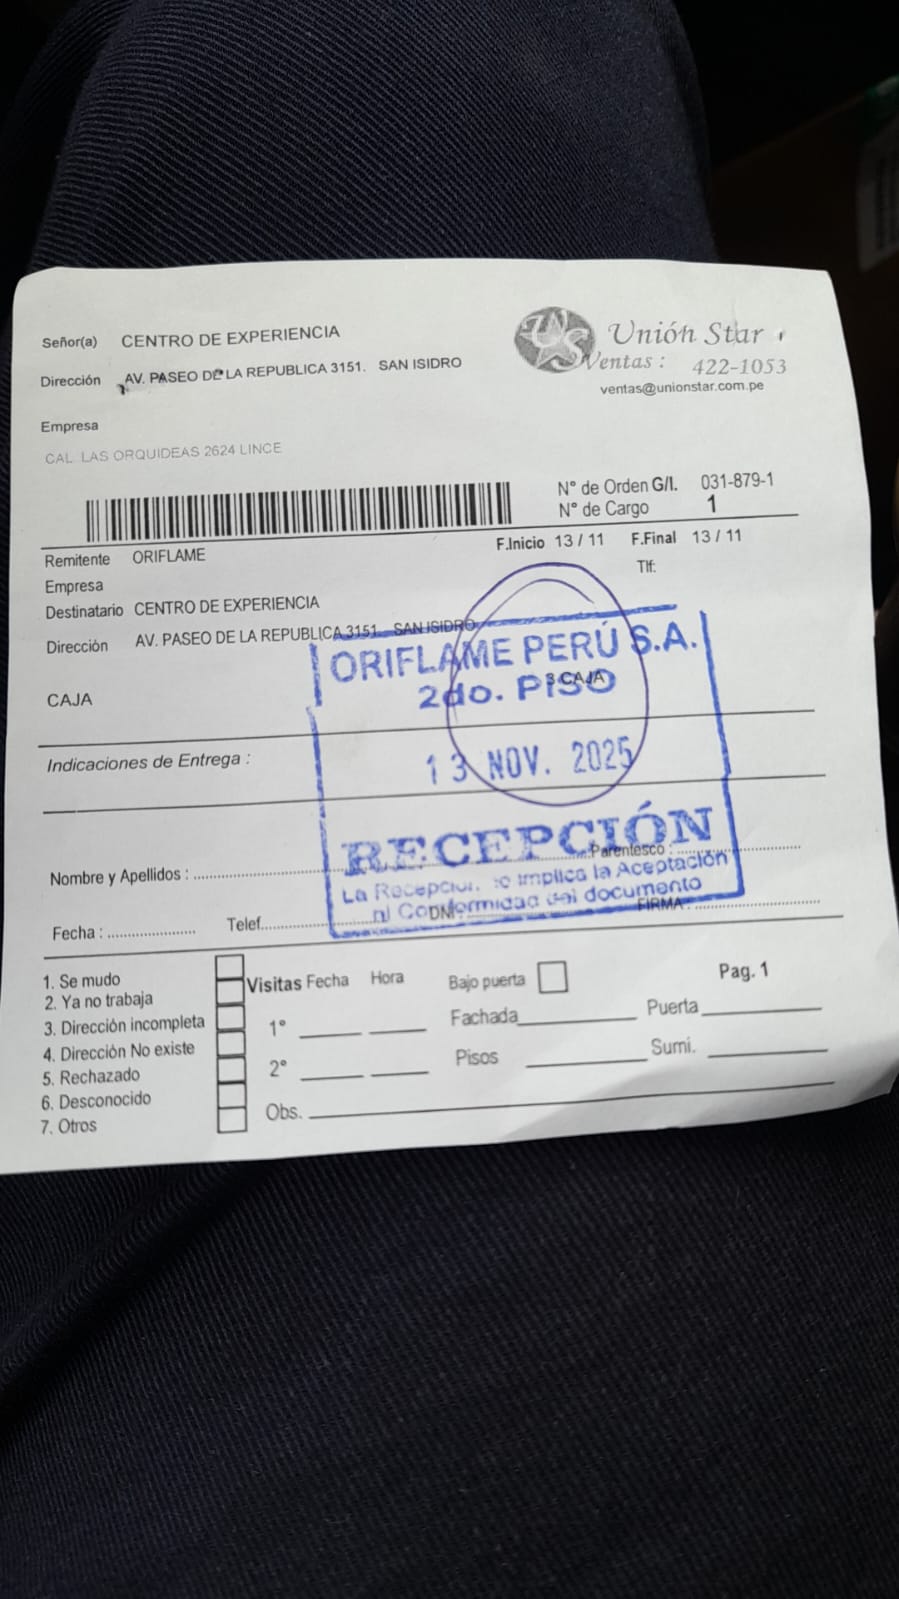 Señor(a) CENTRO DE EXPERIENCIA
Dirección AV. PASEO DE LA REPUBLICA 3151. SAN ISIDRO
Empresa
CAL. LAS ORQUIDEAS 2624 LINCE
US
Unión Star
Ventas : 422-1053
ventas@unionstar.com.pe
N° de Orden G/I. 031-879-1
N° de Cargo 1
Remitente ORIFLAME
F.Inicio 13 / 11 F.Final 13 / 11
Empresa
Tlf:
Destinatario CENTRO DE EXPERIENCIA
Dirección AV. PASEO DE LA REPUBLICA 3151. SAN ISIDRO
ORIFLAME PERÚ S.A.
2do. PISO
CAJA
3 CAJA
Indicaciones de Entrega :
13 NOV. 2025
RECEPCIÓN
Nombre y Apellidos : Parentesco :
La Recepción no implica la Aceptación
ni Conformidad del documento
Fecha : Telef. DNI FIRMA :
1. Se mudo
2. Ya no trabaja
3. Dirección incompleta
4. Dirección No existe
5. Rechazado
6. Desconocido
7. Otros
Visitas Fecha Hora
1°
2°
Obs.
Bajo puerta
Pag. 1
Fachada Puerta
Pisos Sumi.